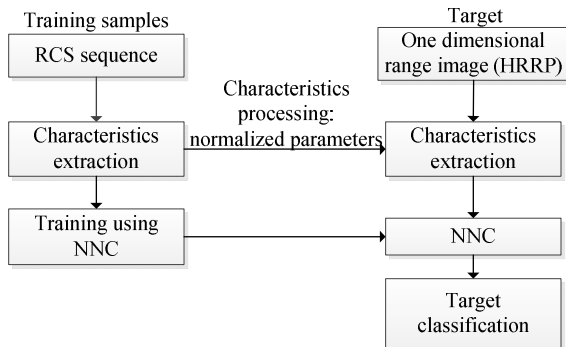 Training samples
RCS sequence
Characteristics
extraction
Training using
NNC
Characteristics
processing:
normalized parameters
Target
One dimensional
range image (HRRP)
Characteristics
extraction
NNC
Target
classification